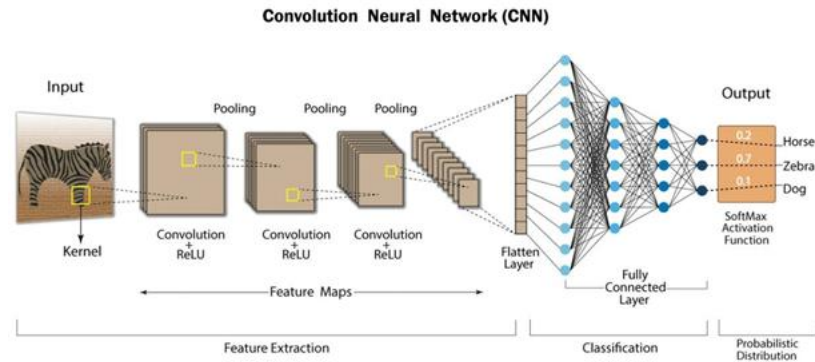 Convolution Neural Network (CNN)
Input
Kernel
Pooling
Pooling
Pooling
Convolution
+
ReLU
Convolution
+
ReLU
Convolution
+
ReLU
Feature Maps
Flatten
Layer
Fully
Connected
Layer
Output
0.2
0.7
0.1
Horse
Zebra
Dog
SoftMax
Activation
Function
Feature Extraction
Classification
Probabilistic
Distribution